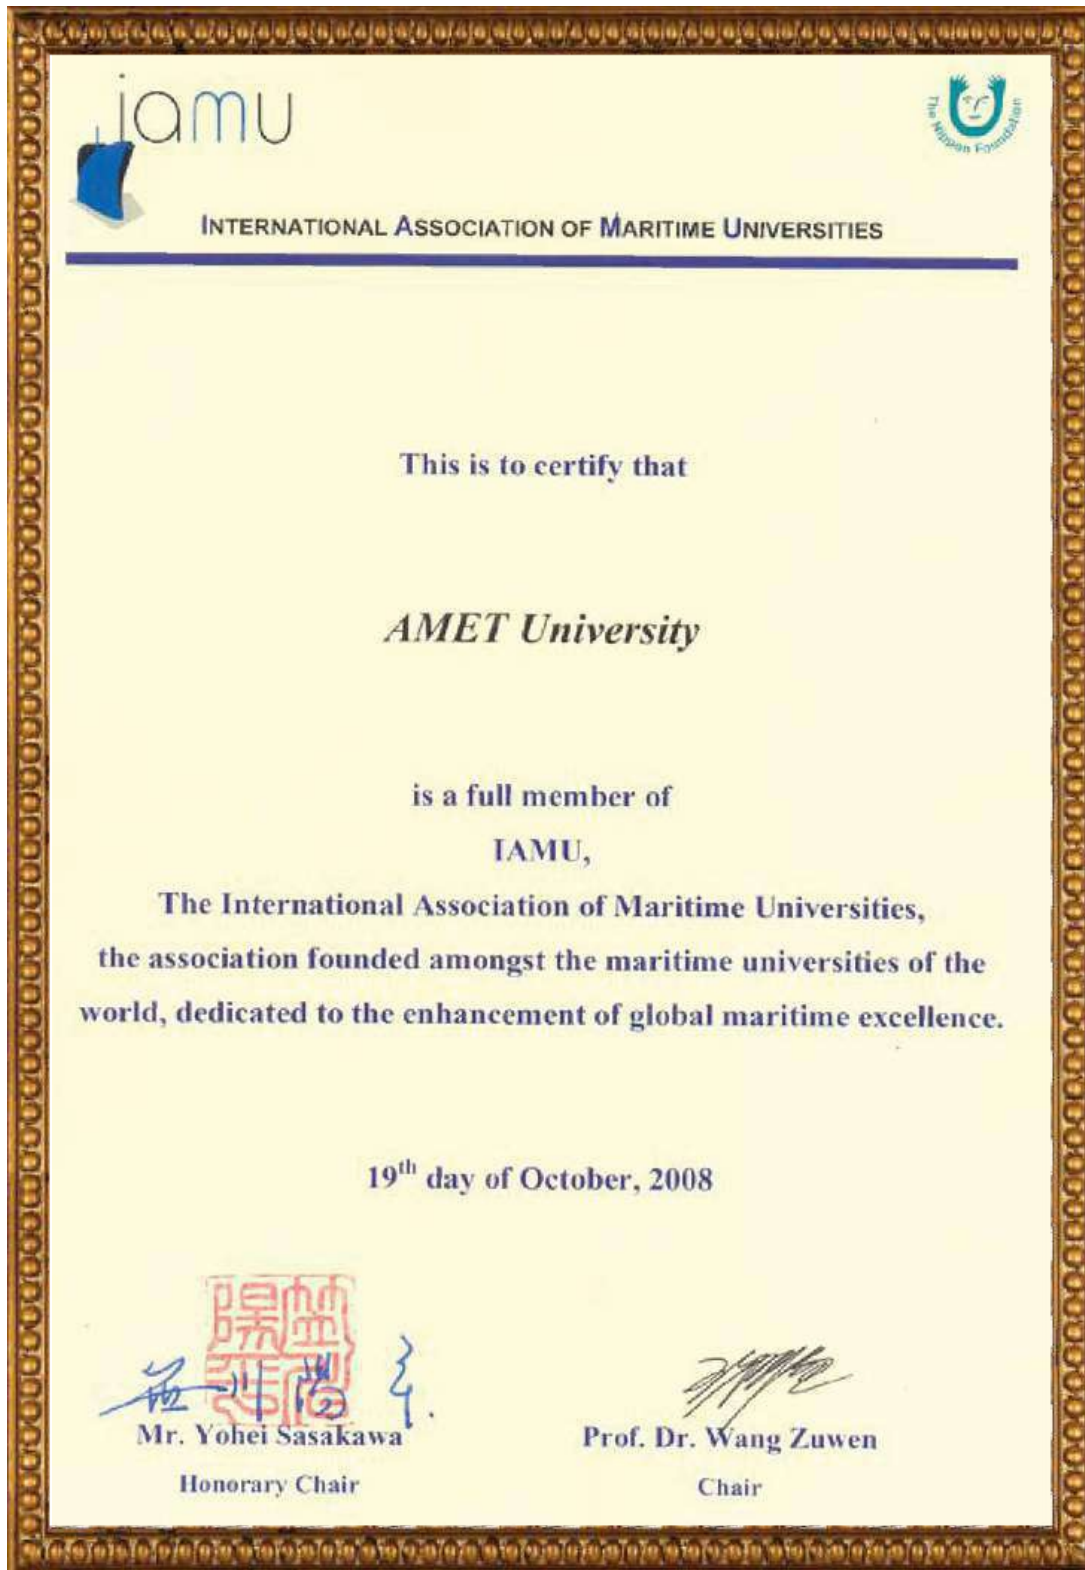 iamu
The Nippon Foundation
INTERNATIONAL ASSOCIATION OF MARITIME UNIVERSITIES
This is to certify that
AMET University
is a full member of
IAMU,
The International Association of Maritime Universities,
the association founded amongst the maritime universities of the
world, dedicated to the enhancement of global maritime excellence.
19th day of October, 2008
Mr. Yohei Sasakawa
Prof. Dr. Wang Zuwen
Honorary Chair
Chair